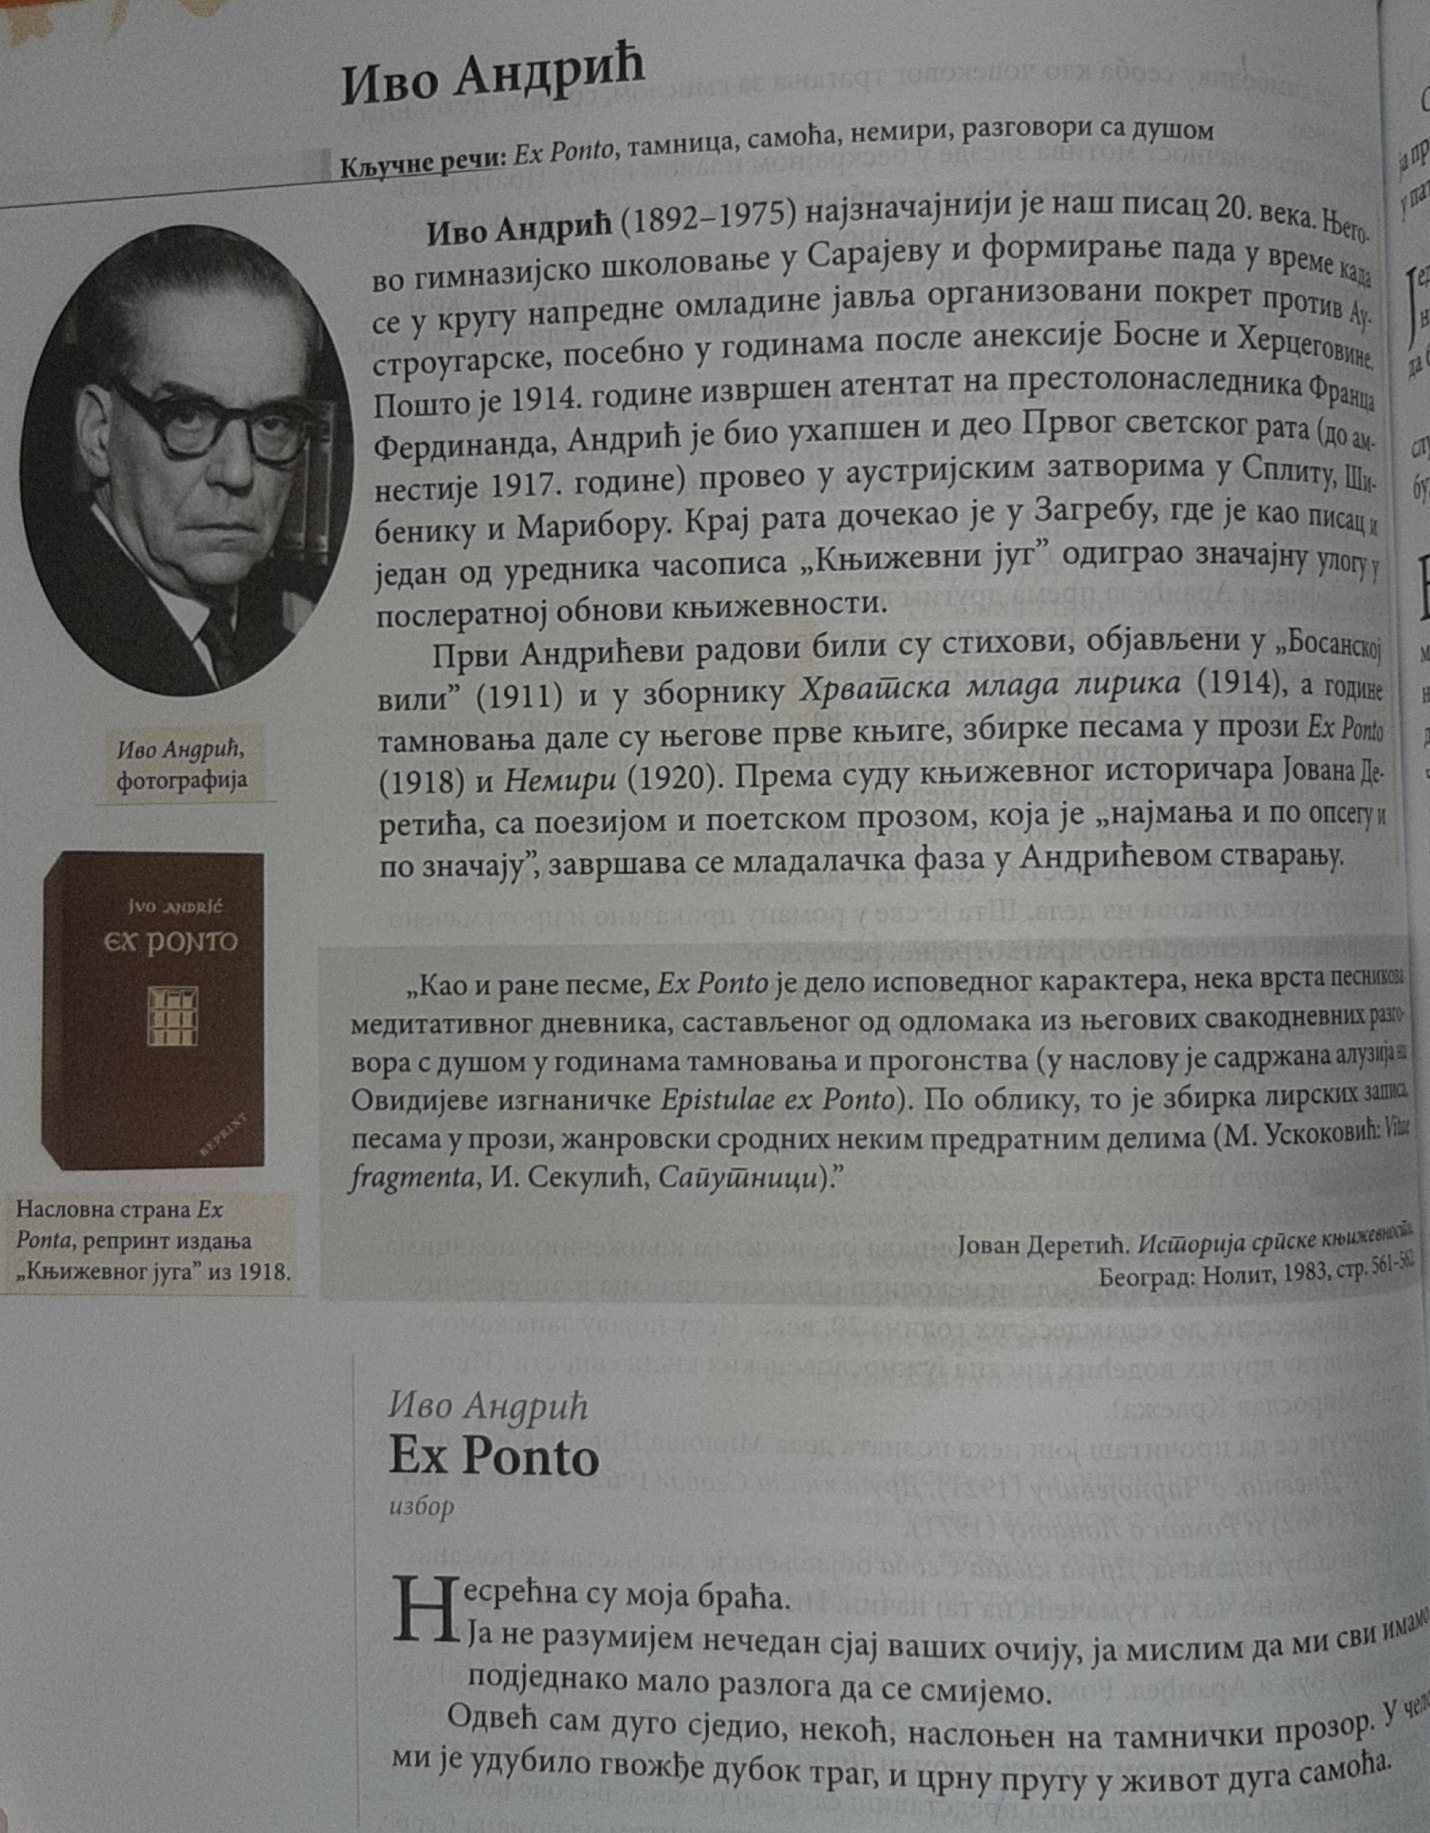 Иво Андрић
Кључне речи: Ex Ponto, тамница, самоћа, немири, разговори са душом
Иво Андрић (1892–1975) најзначајнији је наш писац 20. века. Њего-
во гимназијско школовање у Сарајеву и формирање пада у време када
се у кругу напредне омладине јавља организовани покрет против Ау-
строугарске, посебно у годинама после анексије Босне и Херцеговине.
Пошто је 1914. године извршен атентат на престолонаследника Франца
Фердинанда, Андрић је био ухапшен и део Првог светског рата (до ам-
нестије 1917. године) провео у аустријским затворима у Сплиту, Ши-
бенику и Марибору. Крај рата дочекао је у Загребу, где је као писац и
један од уредника часописа „Књижевни југ” одиграо значајну улогу у
послератној обнови књижевности.
Први Андрићеви радови били су стихови, објављени у „Босанској
вили” (1911) и у зборнику Хрватска млада лирика (1914), а године
тамновања дале су његове прве књиге, збирке песама у прози Ex Ponto
(1918) и Немири (1920). Према суду књижевног историчара Јована Де-
ретића, са поезијом и поетском прозом, која је „најмања и по опсегу и
по значају”, завршава се младалачка фаза у Андрићевом стварању.
Иво Андрић,
фотографија
IVO ANDRIĆ
EX PONTO
REPRINT
Насловна страна Ex
Ponta, репринт издања
„Књижевног југа” из 1918.
„Као и ране песме, Ex Ponto је дело исповедног карактера, нека врста песникова
медитативног дневника, састављеног од одломака из његових свакодневних разго-
вора с душом у годинама тамновања и прогонства (у наслову је садржана алузија на
Овидијеве изгнаничке Epistulae ex Ponto). По облику, то је збирка лирских записа,
песама у прози, жанровски сродних неким предратним делима (М. Ускоковић: Vitae
fragmenta, И. Секулић, Сапутници).”
Јован Деретић. Историја српске књижевности.
Београд: Нолит, 1983, стр. 561-562
Иво Андрић
Ex Ponto
избор
Несрећна су моја браћа.
Ја не разумијем нечедан сјај ваших очију, ја мислим да ми сви имамо
подједнако мало разлога да се смијемо.
Одвећ сам дуго сједио, некоћ, наслоњен на тамнички прозор. У
ми је удубило гвожђе дубок траг, и црну пругу у живот дуга самоћа.